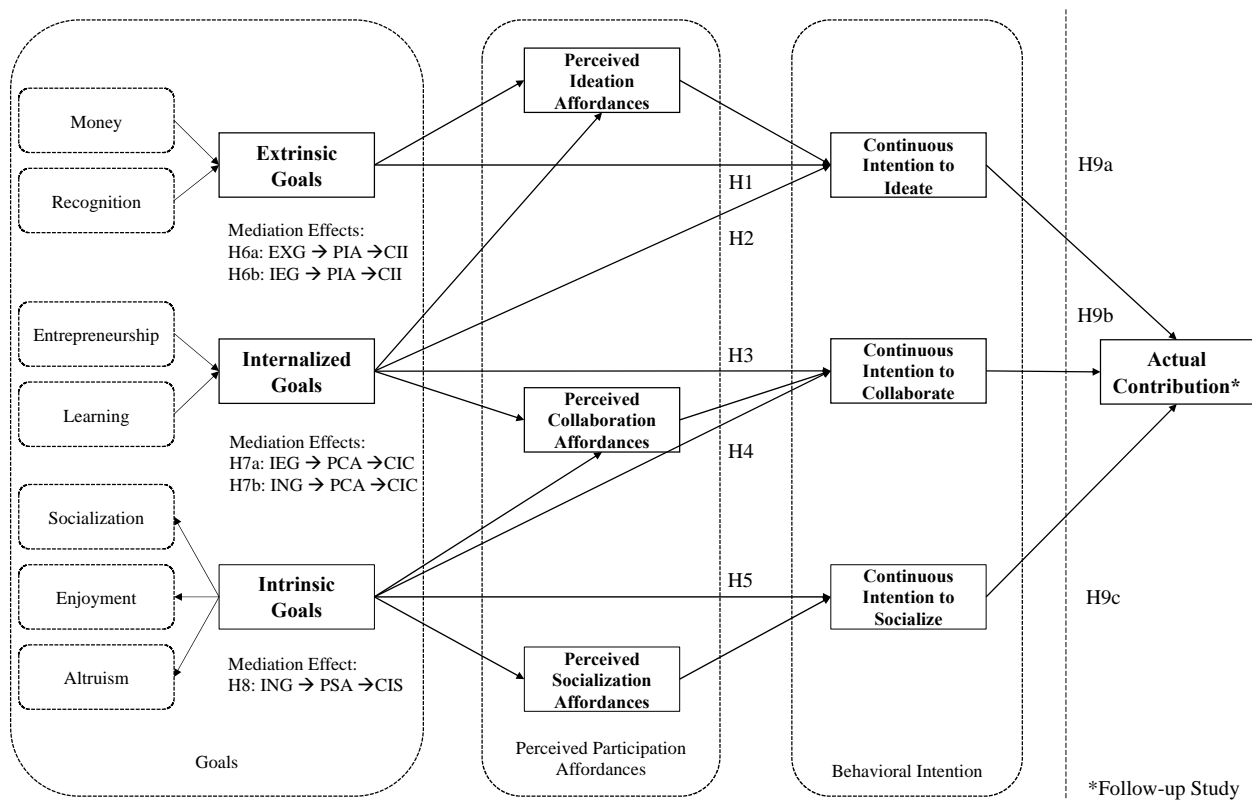 Money
Recognition
Extrinsic
Goals
Mediation Effects:
H6a: EXG → PIA →CII
H6b: IEG → PIA →CII
Entrepreneurship
Learning
Internalized
Goals
Mediation Effects:
H7a: IEG → PCA →CIC
H7b: ING → PCA →CIC
Socialization
Enjoyment
Altruism
Intrinsic
Goals
Mediation Effect:
H8: ING → PSA →CIS
Goals
Perceived
Ideation
Affordances
Perceived
Collaboration
Affordances
Perceived
Socialization
Affordances
Perceived Participation
Affordances
H1
H2
H3
H4
H5
Continuous
Intention to
Ideate
Continuous
Intention to
Collaborate
Continuous
Intention to
Socialize
Behavioral Intention
H9a
H9b
H9c
Actual
Contribution*
*Follow-up Study